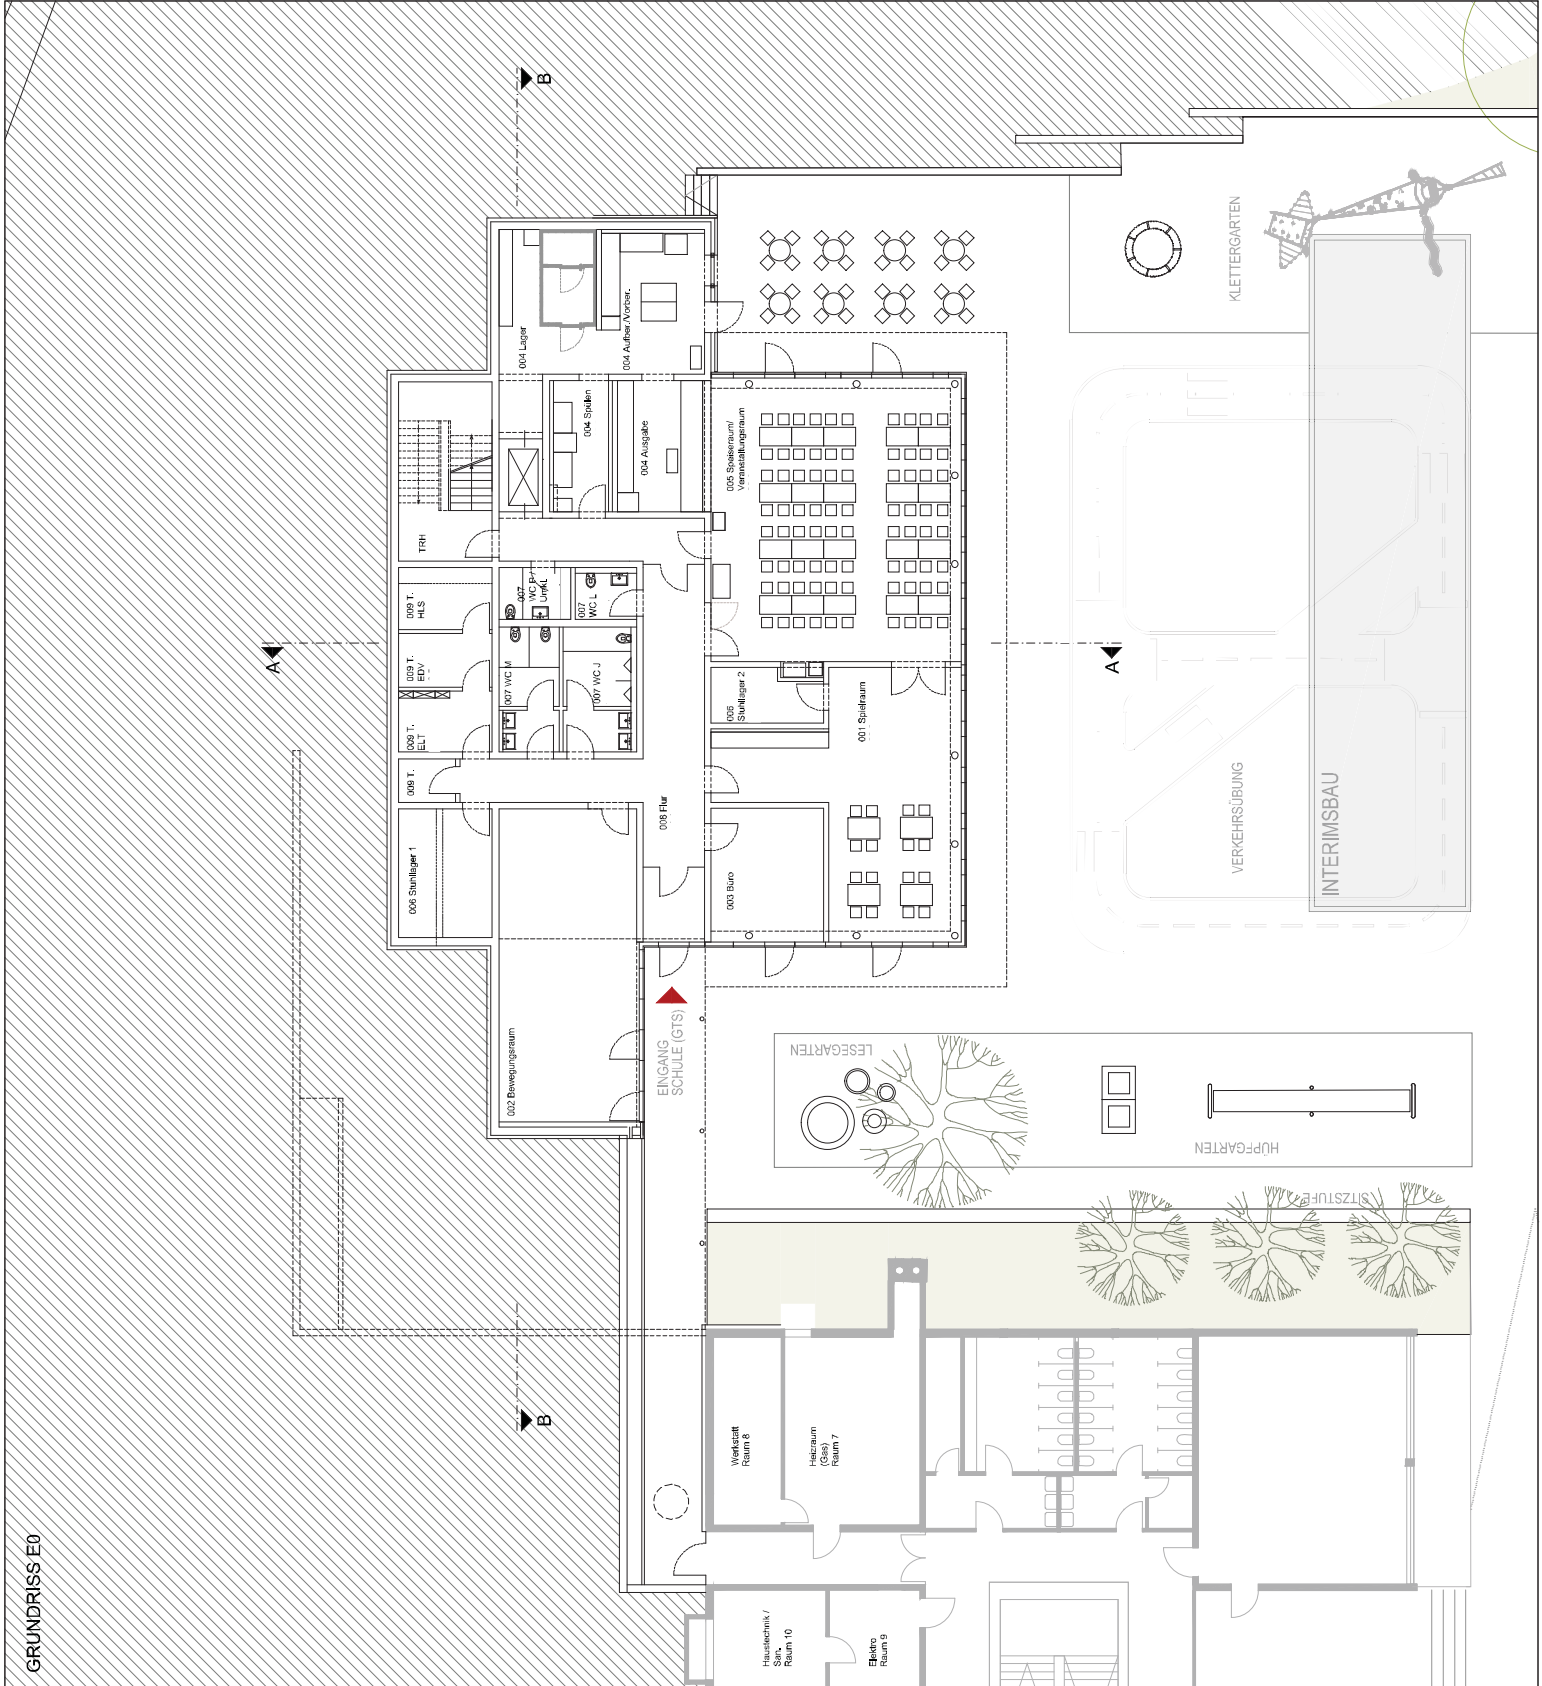 GRUNDRISS E0
B
B
A
A
004 Lager
004 Aufber./Vorber.
004 Spülen
004 Ausgabe
005 Speiseraum/
Veranstaltungsraum
TRH
009 T.
HLS
009 T.
EDV
009 T.
ELT
009 T.
007
WC L
007 WC M
007 WC J
006
Stuhllager 2
001 Spielraum
006 Stuhllager 1
008 Flur
003 Büro
002 Bewegungsraum
EINGANG
SCHULE (GTS)
KLETTERGARTEN
VERKEHRSÜBUNG
INTERIMSBAU
LESEGARTEN
HÜPFGARTEN
SITZSTUFE
Werkstatt
Raum 8
Heizraum
(Gas)
Raum 7
Haustechnik /
San.
Raum 10
Elektro
Raum 9